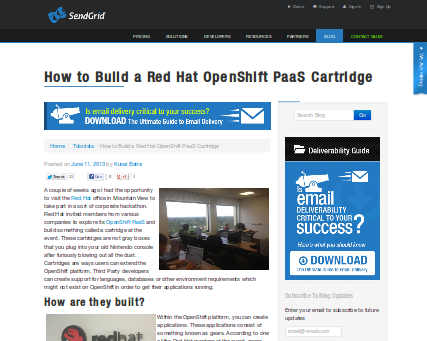 SendGrid
Demo Support Sign In Sign Up
PRICING SOLUTIONS DEVELOPERS RESOURCES PARTNERS BLOG CONTACT SALES
We Are Hiring
How to Build a Red Hat OpenShift PaaS Cartridge
Is email delivery critical to your success?
DOWNLOAD The Ultimate Guide to Email Delivery
Search Blog Go
Home Tutorials How to Build a Red Hat OpenShift PaaS Cartridge
Posted on June 11, 2013 by Kunal Batra
Tweet 11 Like 0 +1 0
A couple of weeks ago I had the opportunity
to visit the Red Hat office in Mountain View to
take part in a sort of corporate hackathon.
Red Hat invited members from various
companies to explore its OpenShift PaaS and
build something called a cartridge at the
event. These cartridges are not gray boxes
that you plug into your old Nintendo console
after furiously blowing out all the dust.
Cartridges are ways users can extend the
OpenShift platform. Third Party developers
can create support for languages, databases or other environment requirements which
might not exist on OpenShift in order to get their applications running.
How are they built?
redhat
Within the OpenShift platform, you can create
applications. These applications consist of
something known as gears. According to one
Deliverability Guide
Is
email
DELIVERABILITY
CRITICAL TO YOUR
success?
Here's what you should know
DOWNLOAD
The Ultimate Guide to Email Delivery
Subscribe To Blog Updates
Enter your email to subscribe to future
updates
email@email.com